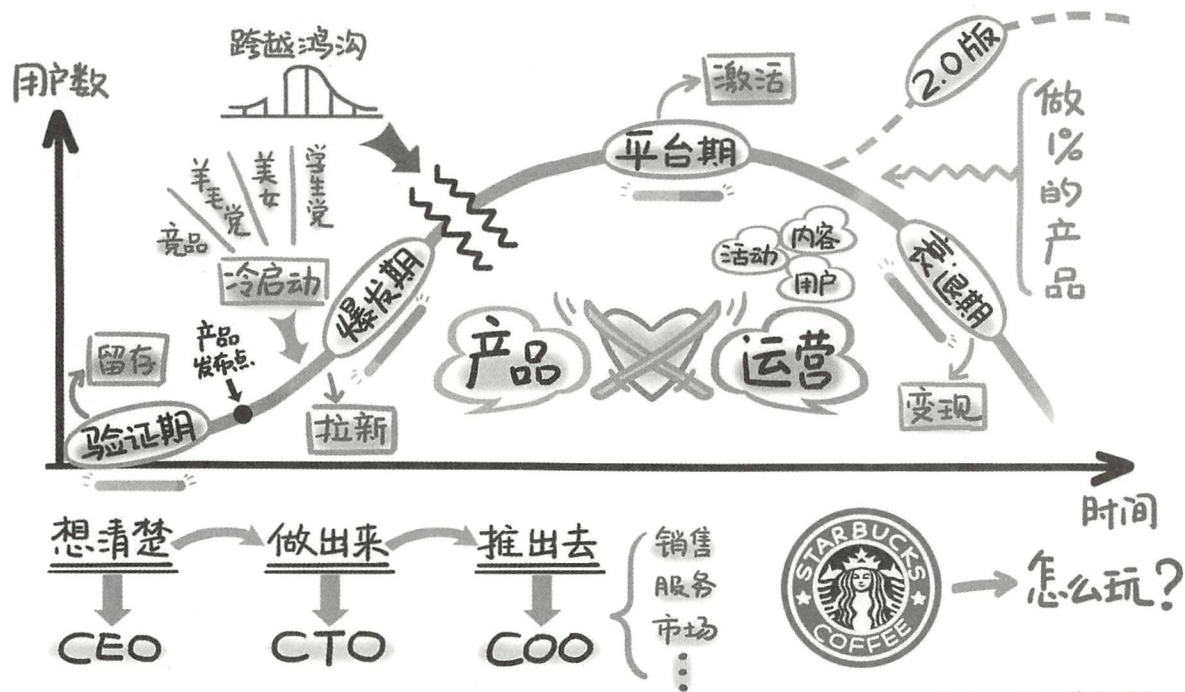 跨越鸿沟
用户数
激活
2.0版
做1%的产品
平台期
学生党
美女
羊毛党
竞品
冷启动
爆发期
内容
活动
用户
衰退期
产品
发布点
留存
产品
运营
变现
拉新
验证期
时间
想清楚
做出来
推出去
销售
服务
市场
CEO
CTO
COO
STARBUCKS
COFFEE
怎么玩?